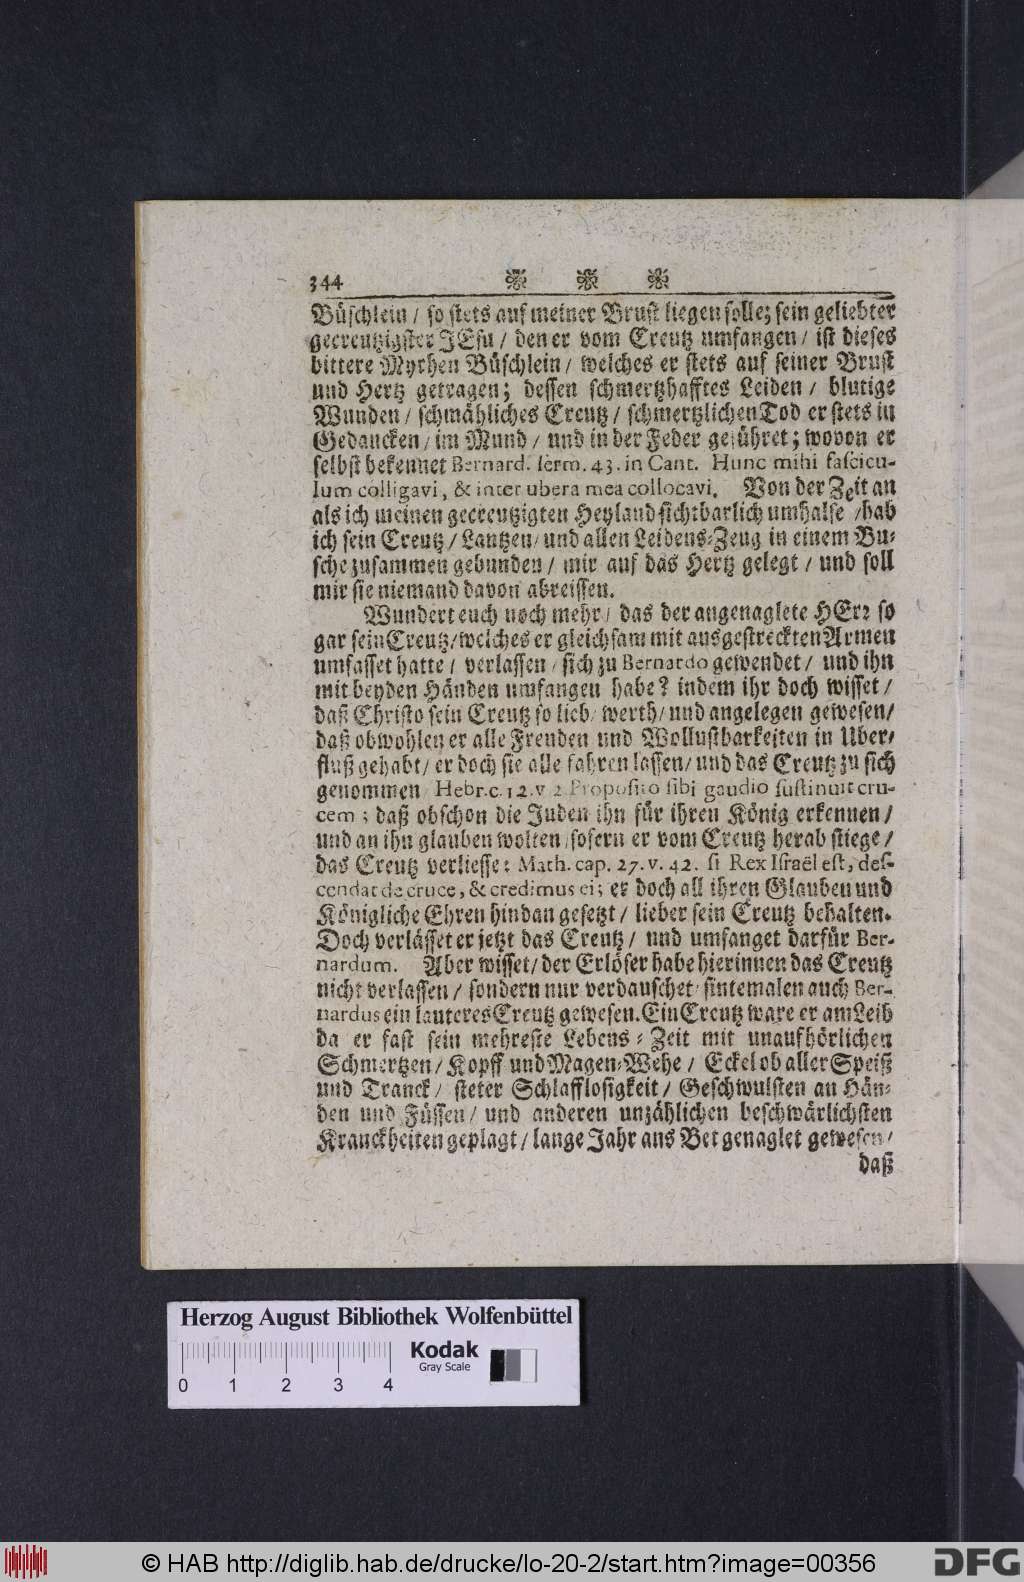 344
Büschlein / so stets auf meiner Brust liegen solle; sein geliebter
gecreutzigster JEsu / den er vom Creutz umfangen / ist dieses
bittere Myrhen Büschlein / welches er stets auf seiner Brust
und Hertz getragen; dessen schmertzhafftes Leiden / blutige
Wunden / schmähliches Creutz / schmertzlichen Tod er stets in
Gedancken / im Mund / und in der Feder geführet; wovon er
selbst bekennet Bernard. serm. 43. in Cant. Hunc mihi fascicu-
lum colligavi, & inter ubera mea collocavi. Von der Zeit an
als ich meinen gecreutzigten Heyland sichtbarlich umhalse / hab
ich sein Creutz / Lantzen / und allen Leidens-Zeug in einem Bu-
sche zusammen gebunden / mir auf das Hertz gelegt / und soll
mir sie niemand davon abreissen.
Wundert euch noch mehr / das der angenaglete HErr so
gar sein Creutz / welches er gleichsam mit ausgestreckten Armen
umfasset hatte / verlassen / sich zu Bernardo gewendet / und ihn
mit beyden Händen umfangen habe? indem ihr doch wisset /
daß Christo sein Creutz so lieb / werth / und angelegen gewesen /
daß obwohlen er alle Freuden und Wollustbarkeiten in Uber-
fluß gehabt / er doch sie alle fahren lassen / und das Creutz zu sich
genommen Hebr. c. 12. v 2 Proposito sibi gaudio sustinuit cru-
cem ; daß obschon die Juden ihn für ihren König erkennen /
und an ihn glauben wolten / sofern er vom Creutz herab stiege /
das Creutz verliesse: Math. cap. 27. v. 42. si Rex Israël est, des-
cendat de cruce, & credimus ei; er doch all ihren Glauben und
Königliche Ehren hindan gesetzt / lieber sein Creutz behalten.
Doch verlässet er jetzt das Creutz / und umfanget darfür Ber-
nardum. Aber wisset / der Erlöser habe hierinnen das Creutz
nicht verlassen / sondern nur verdauschet / sintemalen auch Ber-
nardus ein lauteres Creutz gewesen. Ein Creutz ware er am Leib
da er fast sein mehreste Lebens-Zeit mit unaufhörlichen
Schmertzen / Kopff und Magen-Wehe / Eckel ob aller Speiß
und Tranck / steter Schlafflosigkeit / Geschwulsten an Hän-
den und Füssen / und anderen unzählichen beschwärlichsten
Kranckheiten geplagt / lange Jahr ans Bet genaglet gewesen /
daß
Herzog August Bibliothek Wolfenbüttel
Kodak
Gray Scale
0 1 2 3 4
© HAB http://diglib.hab.de/drucke/lo-20-2/start.htm?image=00356
DFG